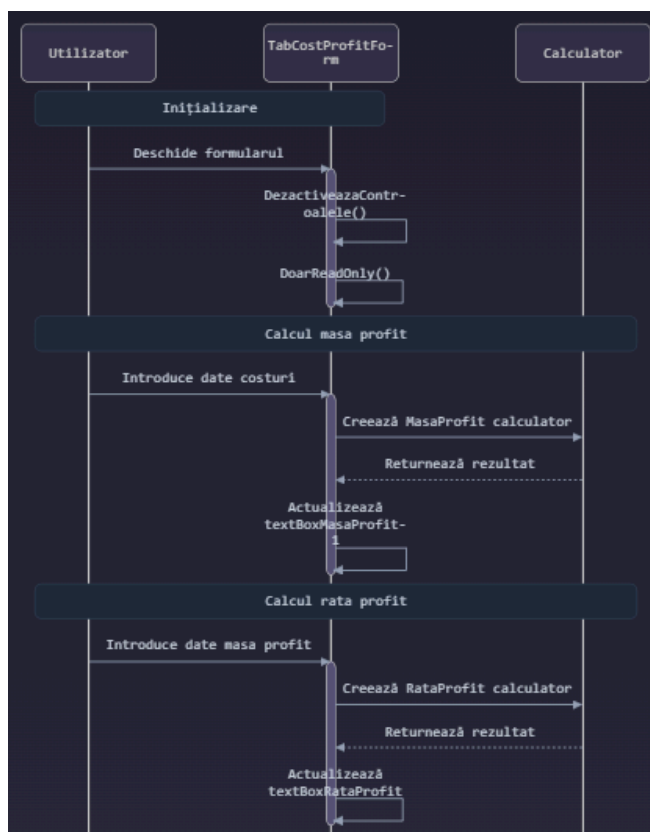 Utilizator
TabCostProfitFo-
rm
Calculator
Inițializare
Deschide formularul
DezactiveazaContr-
oalele()
DoarReadOnly()
Calcul masa profit
Introduce date costuri
Creează MasaProfit calculator
Returnează rezultat
Actualizează
textBoxMasaProfit-
1
Calcul rata profit
Introduce date masa profit
Creează RataProfit calculator
Returnează rezultat
Actualizează
textBoxRataProfit